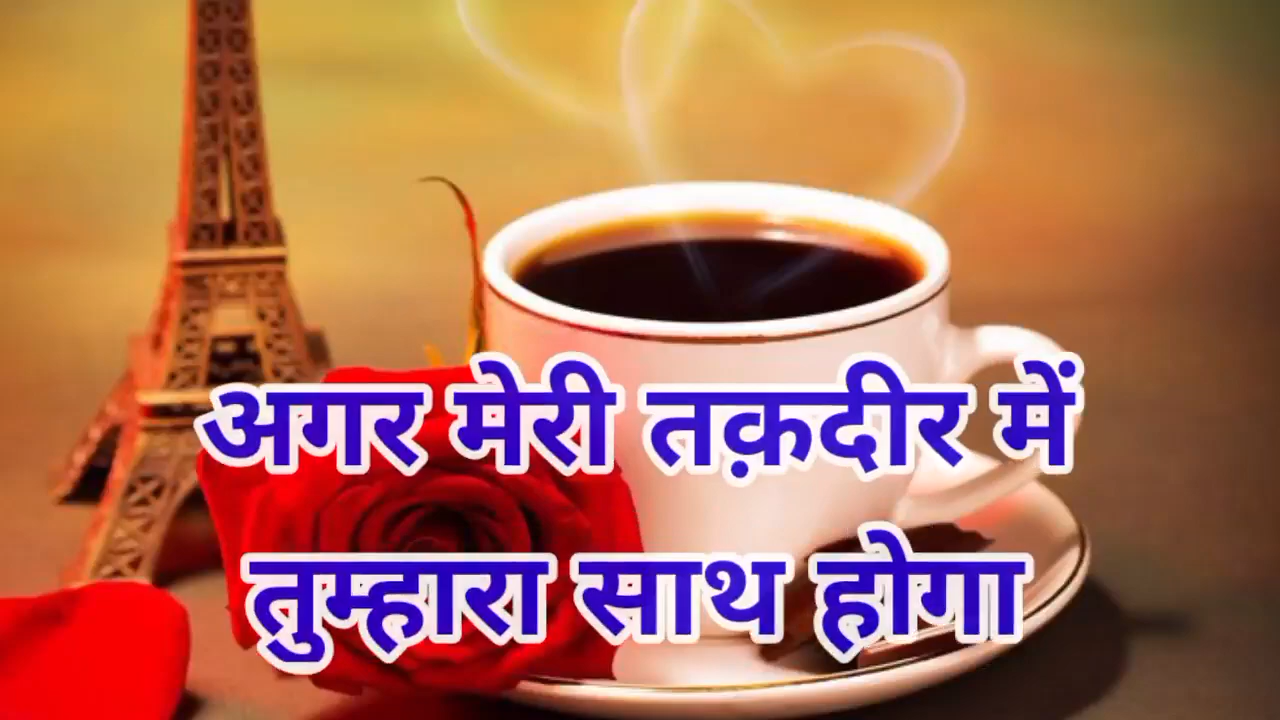 अगर मेरी तक़दीर में
तुम्हारा साथ होगा